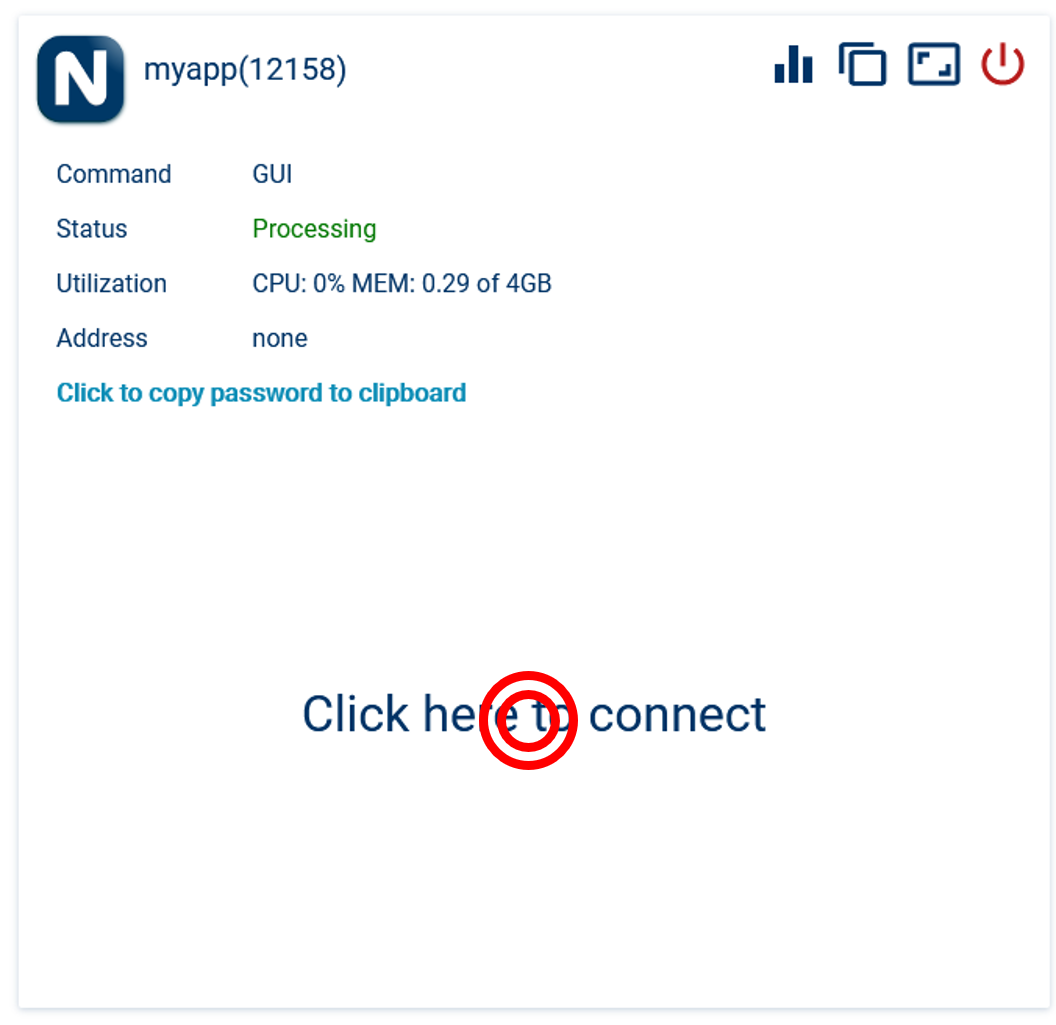 N
myapp(12158)
Command GUI
Status Processing
Utilization CPU: 0% MEM: 0.29 of 4GB
Address none
Click to copy password to clipboard
Click here to connect